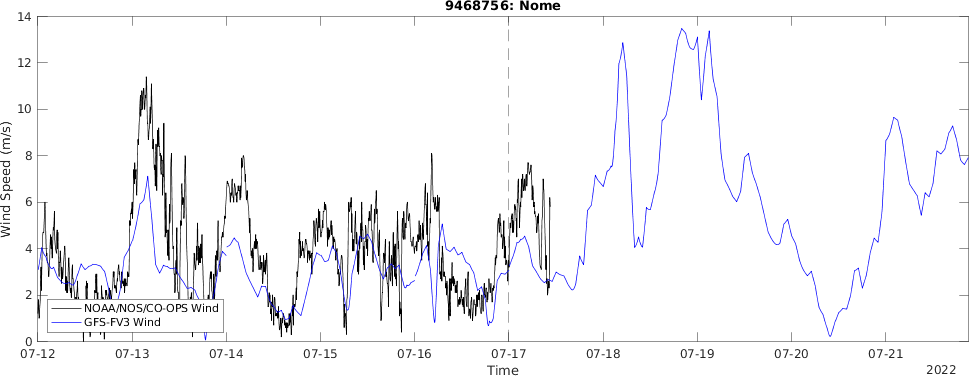 9468756: Nome
14
12
10
8
6
4
2
0
Wind Speed (m/s)
NOAA/NOS/CO-OPS Wind
GFS-FV3 Wind
07-12 07-13 07-14 07-15 07-16 07-17 07-18 07-19 07-20 07-21
Time
2022